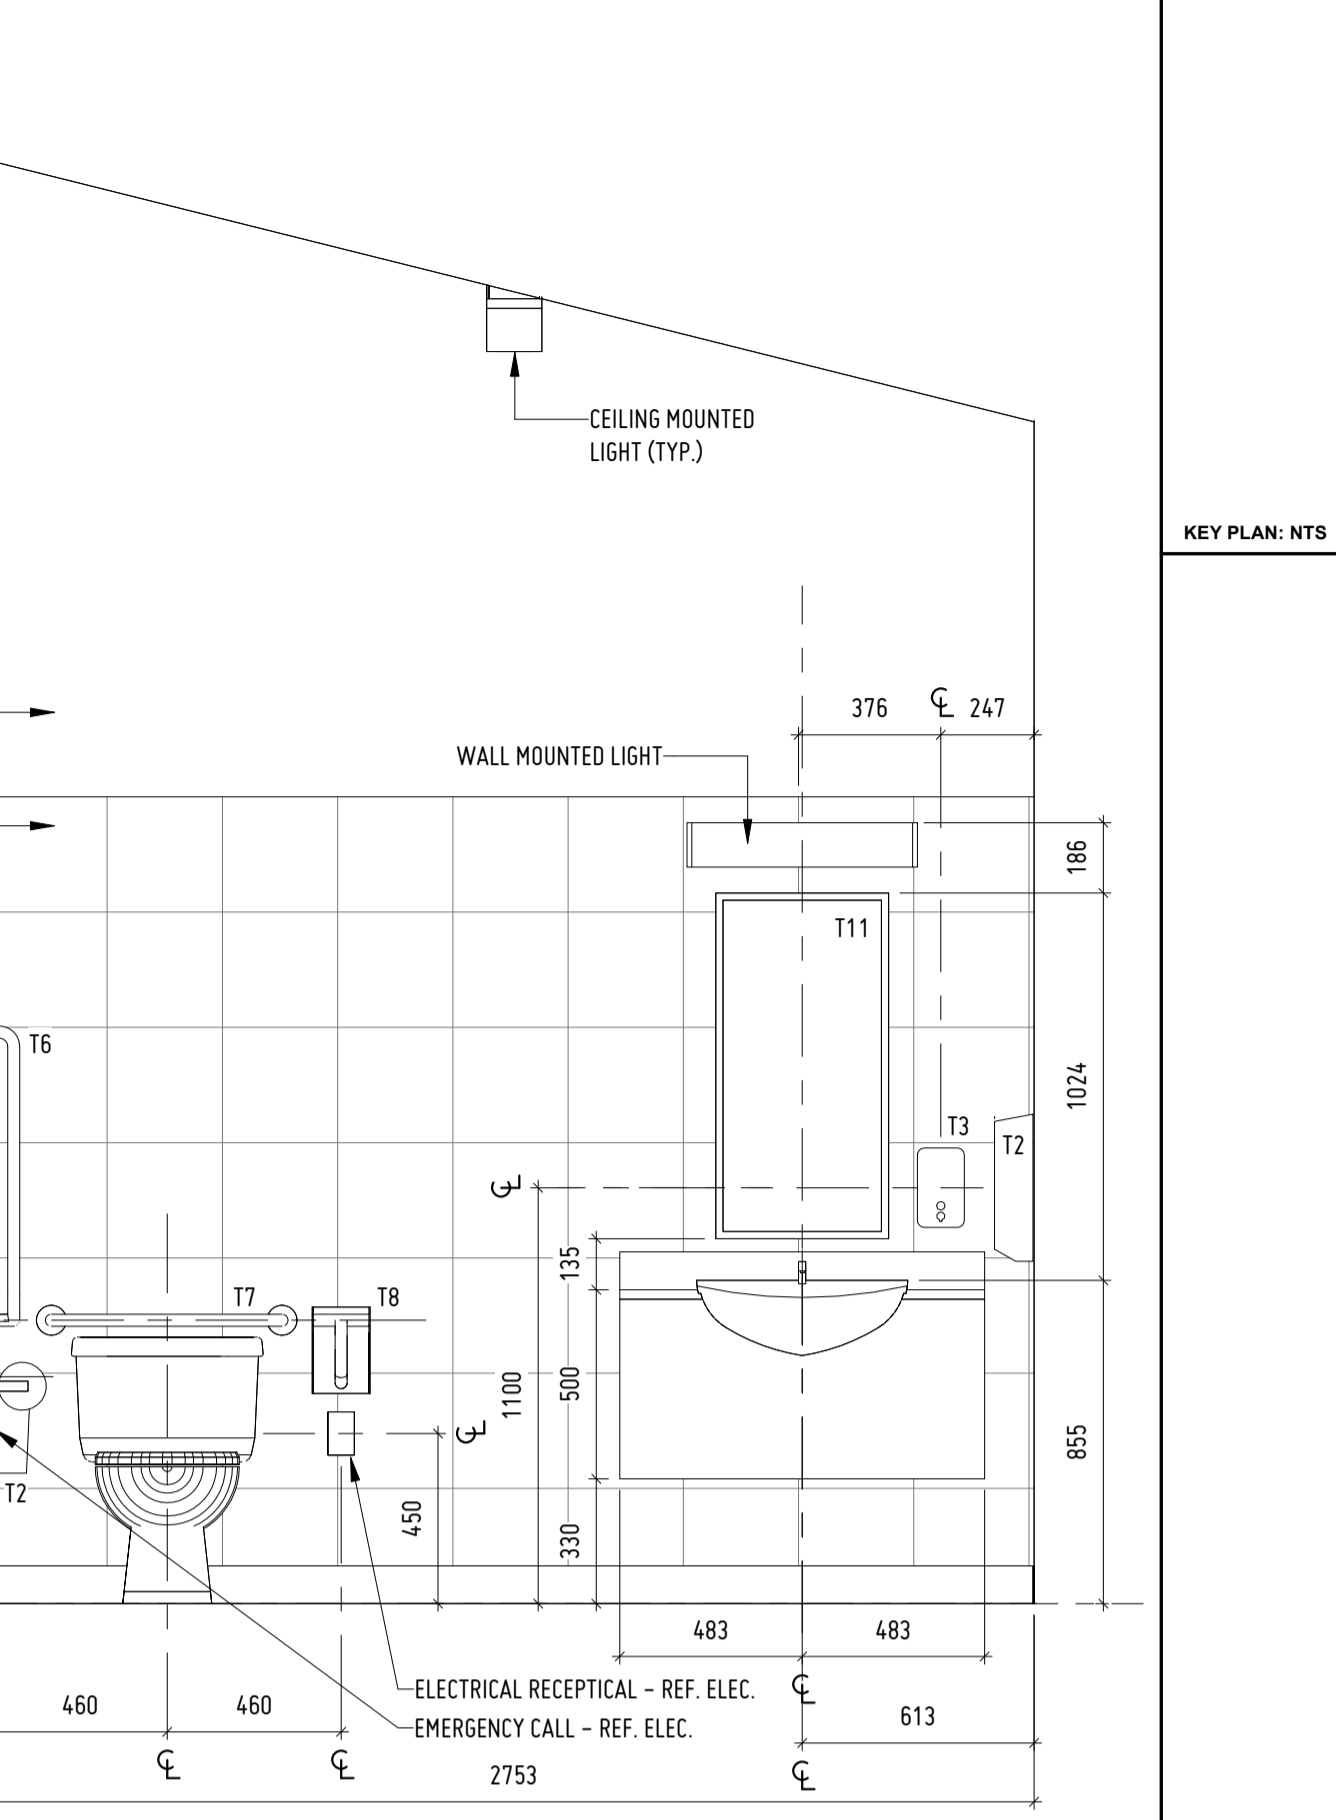 CEILING MOUNTED
LIGHT (TYP.)
KEY PLAN: NTS
376 ℄ 247
WALL MOUNTED LIGHT
186
T11
1024
T6
T3
T2
℄
135
T7
T8
1100
500
℄
855
T2
450
330
483
483
ELECTRICAL RECEPTICAL - REF. ELEC.
℄
460
460
613
EMERGENCY CALL - REF. ELEC.
℄
℄
2753
℄